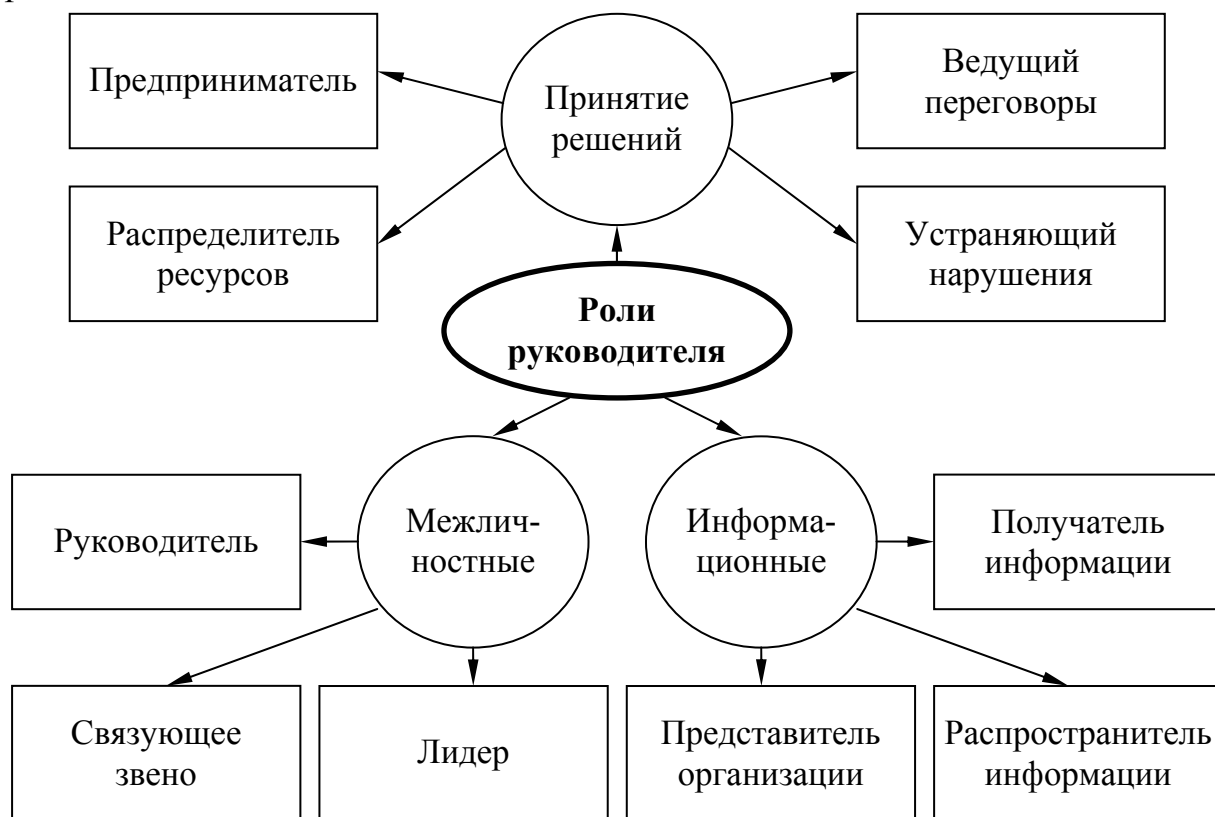 Предприниматель
Принятие
решений
Ведущий
переговоры
Распределитель
ресурсов
Устраняющий
нарушения
Роли
руководителя
Руководитель
Межлич-
ностные
Информа-
ционные
Получатель
информации
Связующее
звено
Лидер
Представитель
организации
Распространитель
информации